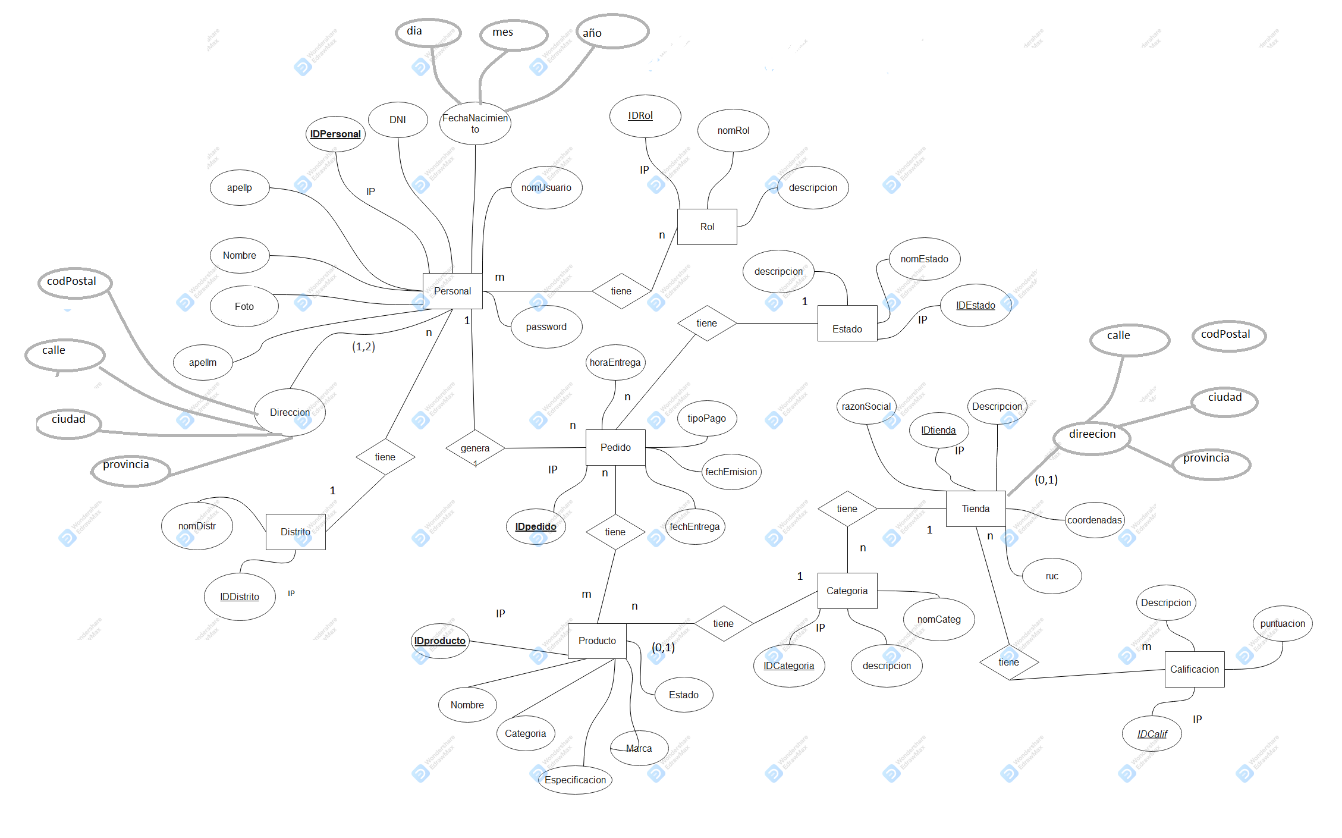 dia
mes
año
IDPersonal
DNI
FechaNacimien
to
IDRol
nomRol
IP
IP
apellp
nomUsuario
descripcion
Rol
n
Nombre
nomEstado
descripcion
codPostal
m
Personal
tiene
Foto
1
IDEstado
IP
1
tiene
Estado
password
n
calle
codPostal
calle
(1,2)
apellm
horaEntrega
n
ciudad
Direccion
tipoPago
razonSocial
Descripcion
ciudad
n
IDtienda
direecion
genera
Pedido
IP
tiene
provincia
IP
n
fechEmision
provincia
(0,1)
1
Tienda
tiene
nomDistr
Distrito
IDpedido
tiene
fechEntrega
1
n
coordenadas
n
1
ruc
Categoria
IDDistrito
IP
m
n
IP
tiene
nomCateg
Descripcion
puntuacion
IP
IDproducto
Producto
(0,1)
m
tiene
IDCategoria
descripcion
Calificacion
Estado
Nombre
IP
Categoria
IDCalif
Marca
Especificacion
Wondershare
EdrawMax